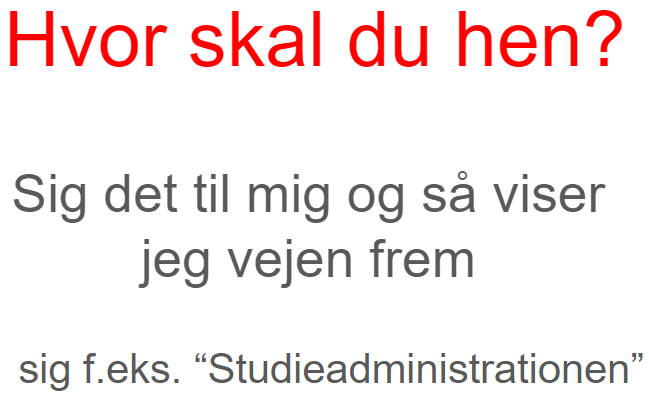 Hvor skal du hen?
Sig det til mig og så viser
jeg vejen frem
sig f.eks. “Studieadministrationen”